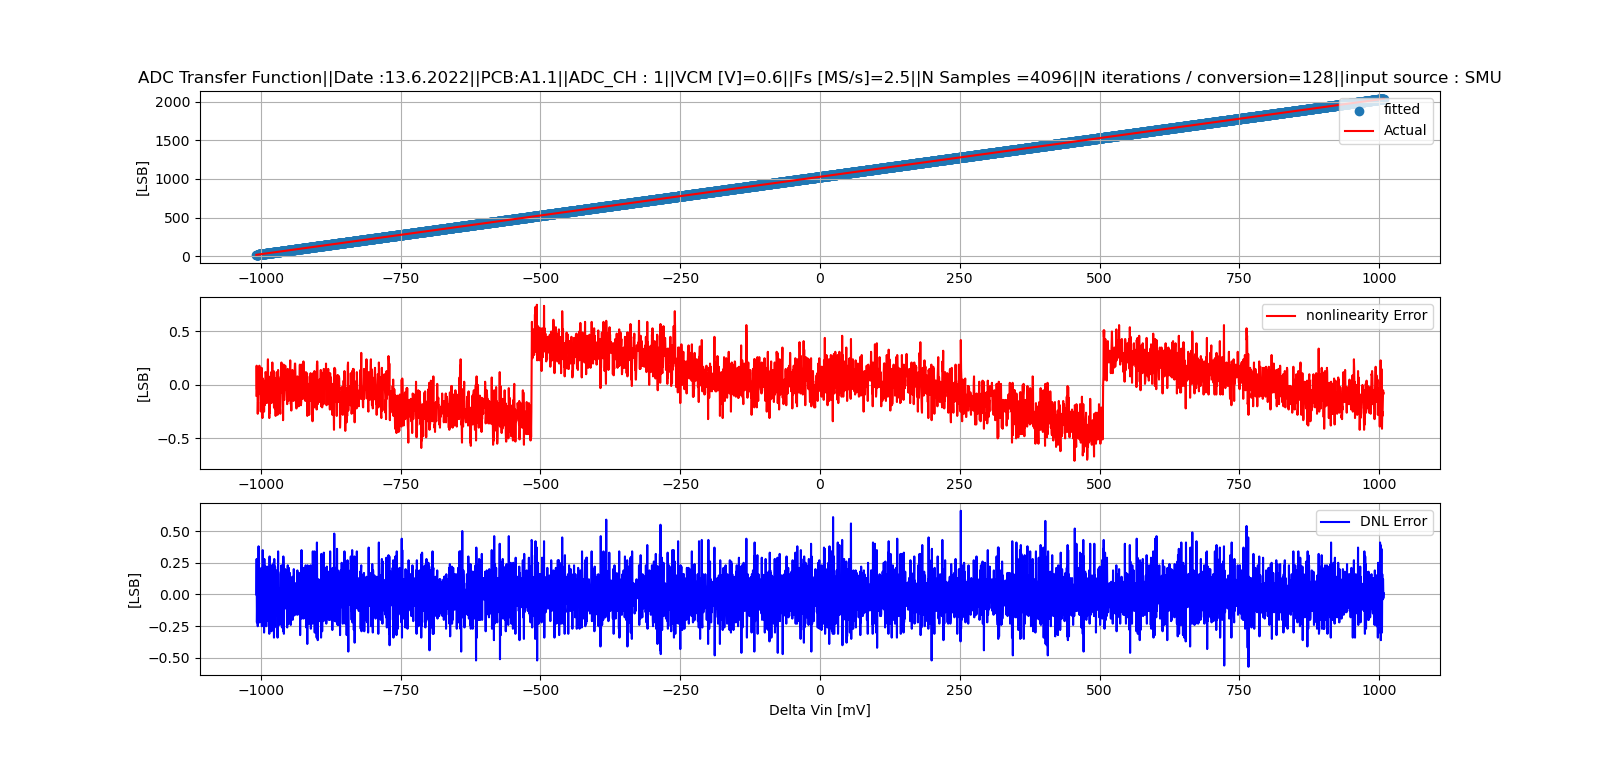 ADC Transfer Function||Date :13.6.2022||PCB:A1.1||ADC_CH : 1||VCM [V]=0.6||Fs [MS/s]=2.5||N Samples =4096||N iterations / conversion=128||input source : SMU
2000
1500
1000
500
0
[LSB]
fitted
Actual
−1000 −750 −500 −250 0 250 500 750 1000
0.5
0.0
−0.5
[LSB]
nonlinearity Error
−1000 −750 −500 −250 0 250 500 750 1000
0.50
0.25
0.00
−0.25
−0.50
[LSB]
DNL Error
−1000 −750 −500 −250 0 250 500 750 1000
Delta Vin [mV]